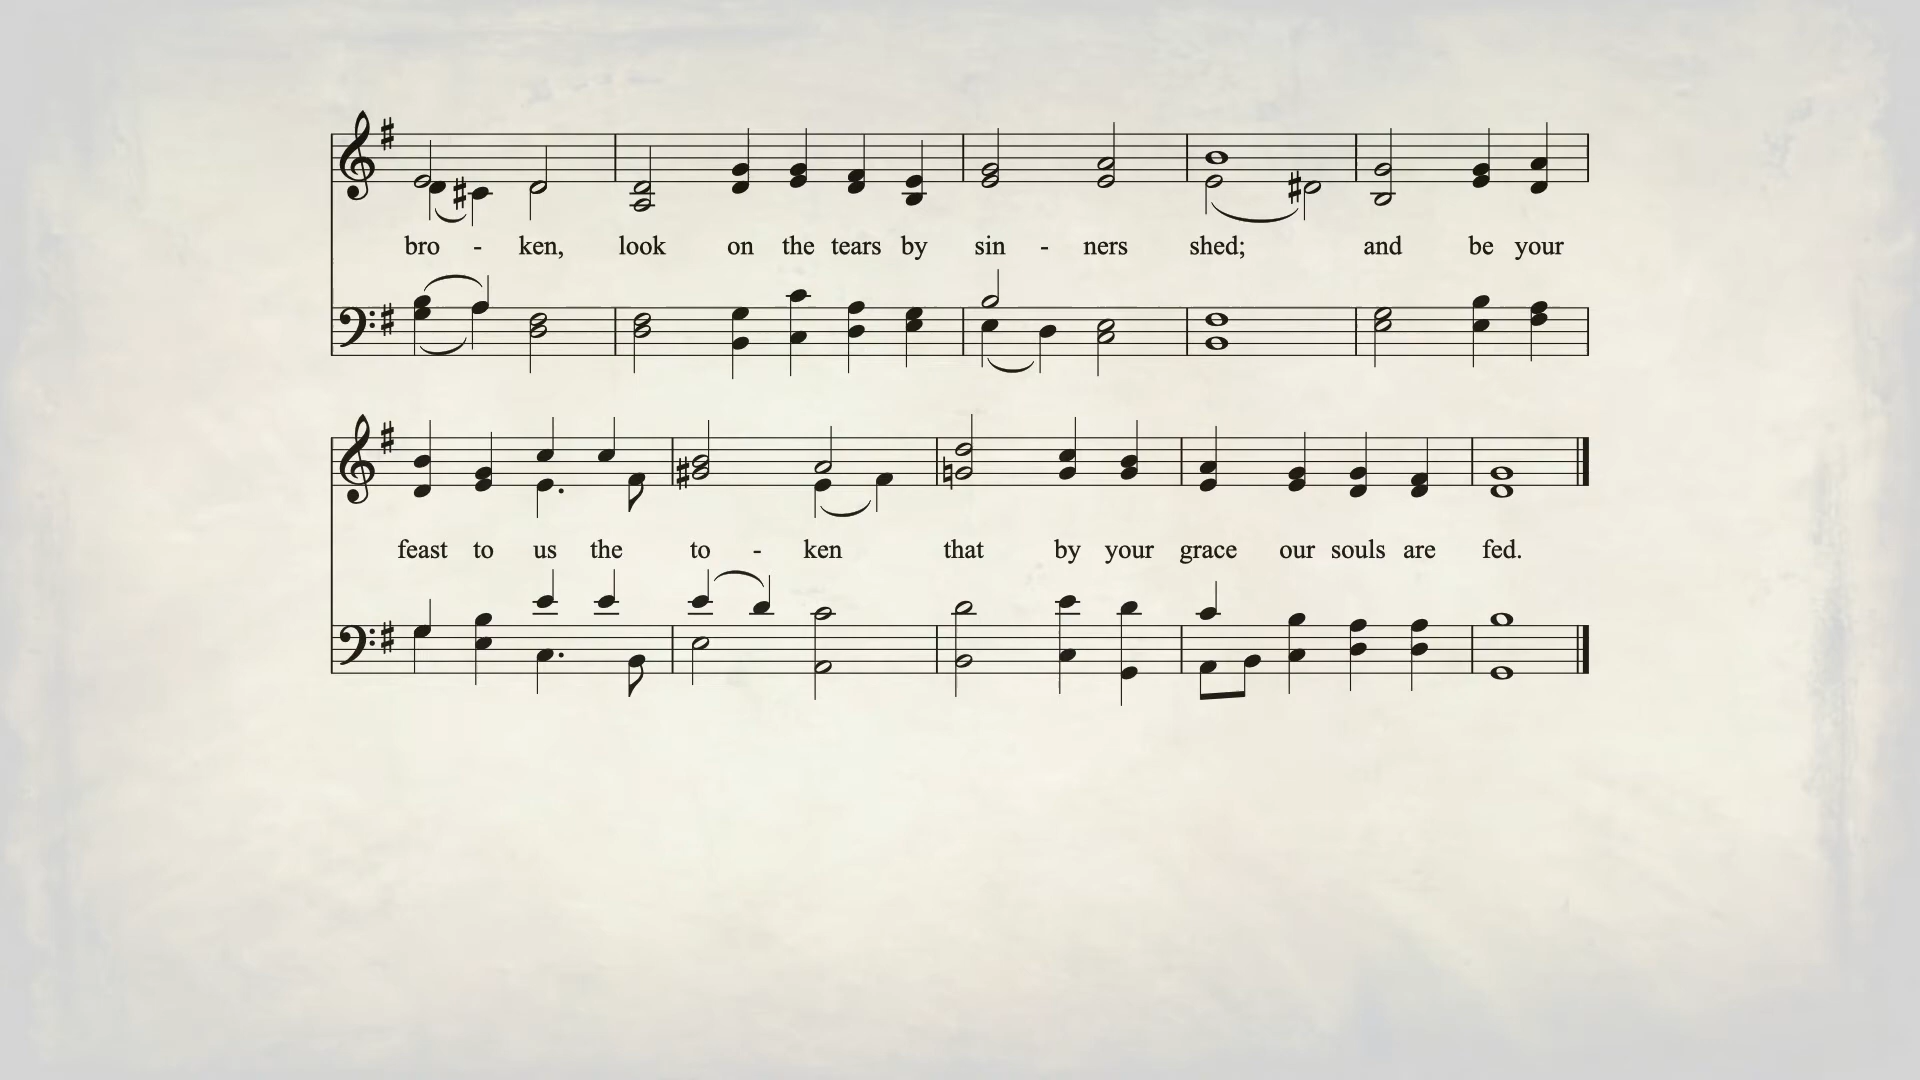 bro - ken, look on the tears by sin - ners shed; and be your
feast to us the to - ken that by your grace our souls are fed.